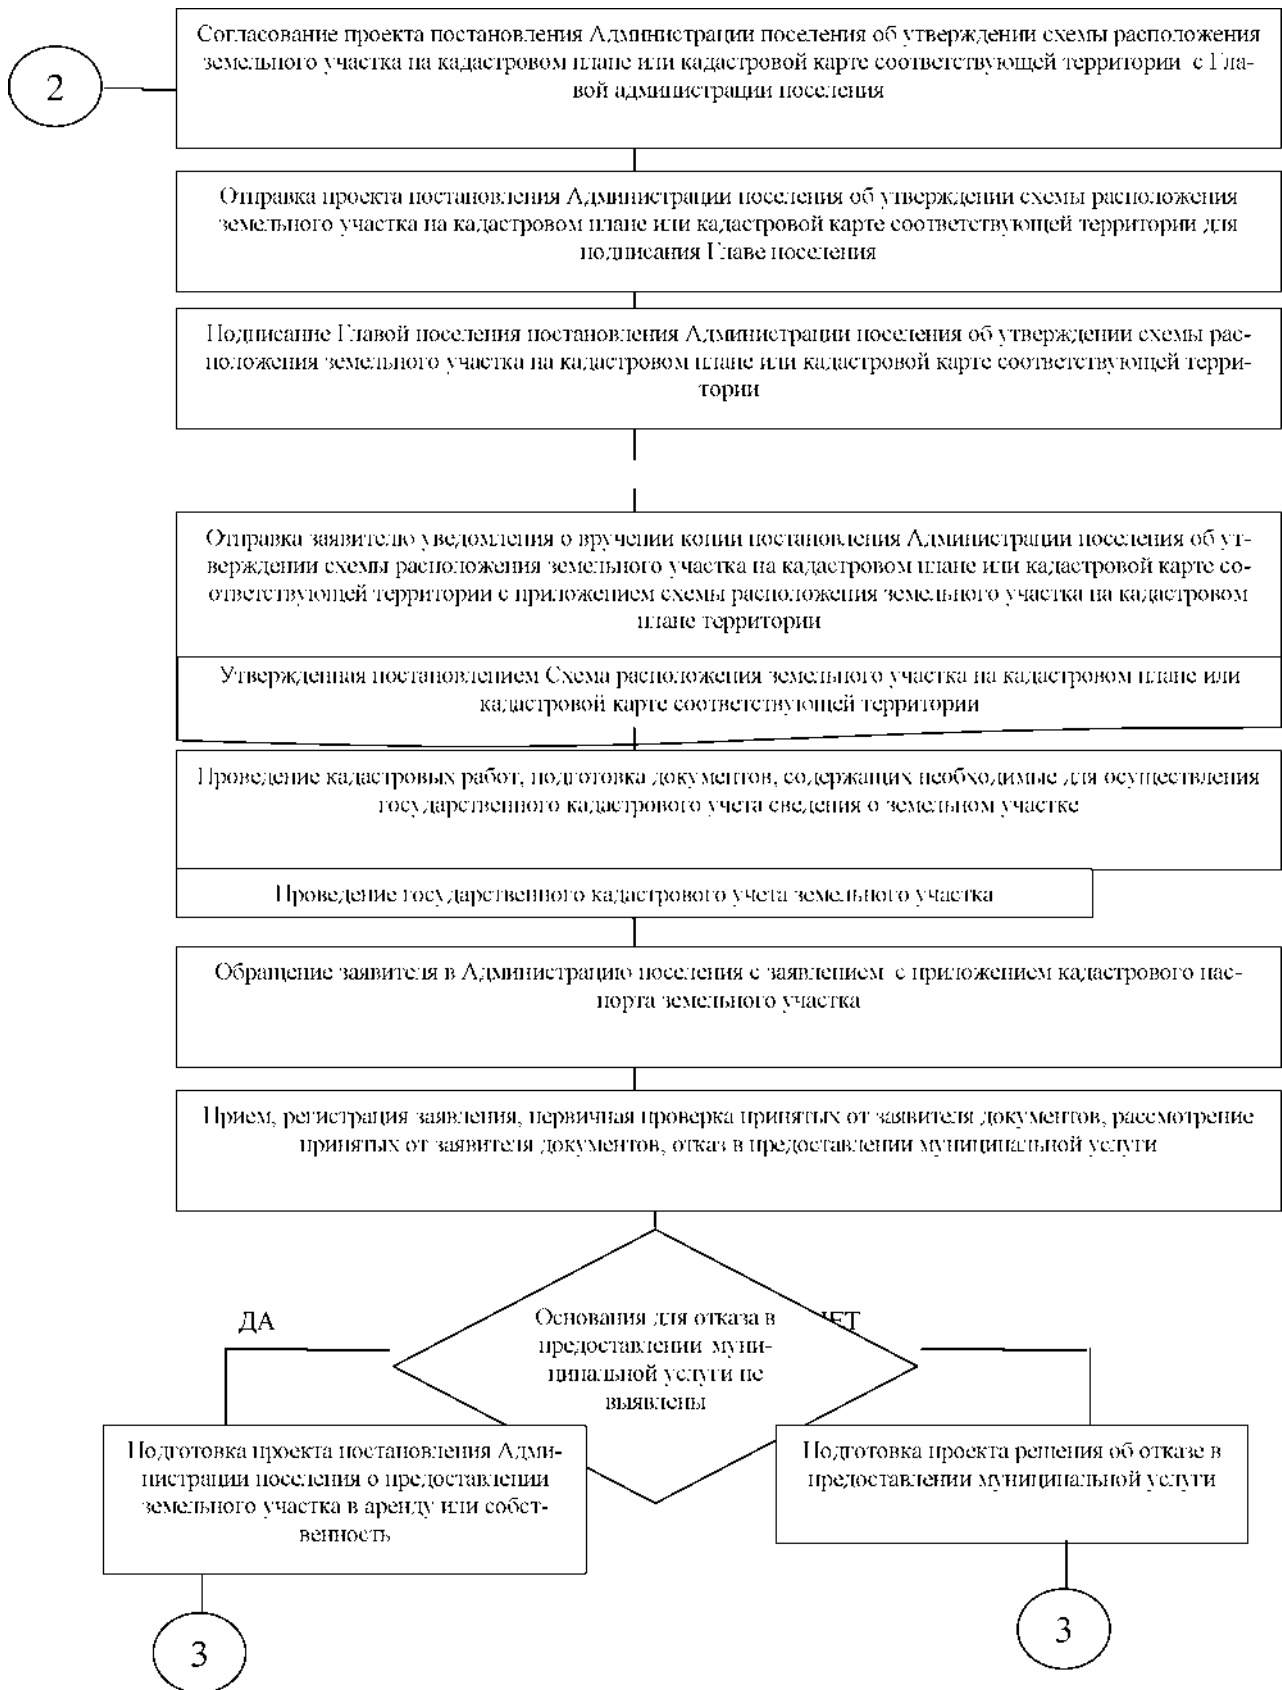 Согласование проекта постановления Администрации поселения об утверждении схемы расположения
земельного участка на кадастровом плане или кадастровой карте соответствующей территории с Гла-
вой администрации поселения
2
Отправка проекта постановления Администрации поселения об утверждении схемы расположения
земельного участка на кадастровом плане или кадастровой карте соответствующей территории для
подписания Главе поселения
Подписание Главой поселения постановления Администрации поселения об утверждении схемы рас-
положения земельного участка на кадастровом плане или кадастровой карте соответствующей терри-
тории
Отправка заявителю уведомления о вручении копии постановления Администрации поселения об ут-
верждении схемы расположения земельного участка на кадастровом плане или кадастровой карте со-
ответствующей территории с приложением схемы расположения земельного участка на кадастровом
плане территории
Утвержденная постановлением Схема расположения земельного участка на кадастровом плане или
кадастровой карте соответствующей территории
Проведение кадастровых работ, подготовка документов, содержащих необходимые для осуществления
государственного кадастрового учета сведения о земельном участке
Проведение государственного кадастрового учета земельного участка
Обращение заявителя в Администрацию поселения с заявлением с приложением кадастрового пас-
порта земельного участка
Прием, регистрация заявления, первичная проверка принятых от заявителя документов, рассмотрение
принятых от заявителя документов, отказ в предоставлении муниципальной услуги
ДА
НЕТ
Основания для отказа в
предоставлении муни-
ципальной услуги не
выявлены
Подготовка проекта постановления Адми-
нистрации поселения о предоставлении
земельного участка в аренду или собст-
венность
Подготовка проекта решения об отказе в
предоставлении муниципальной услуги
3
3